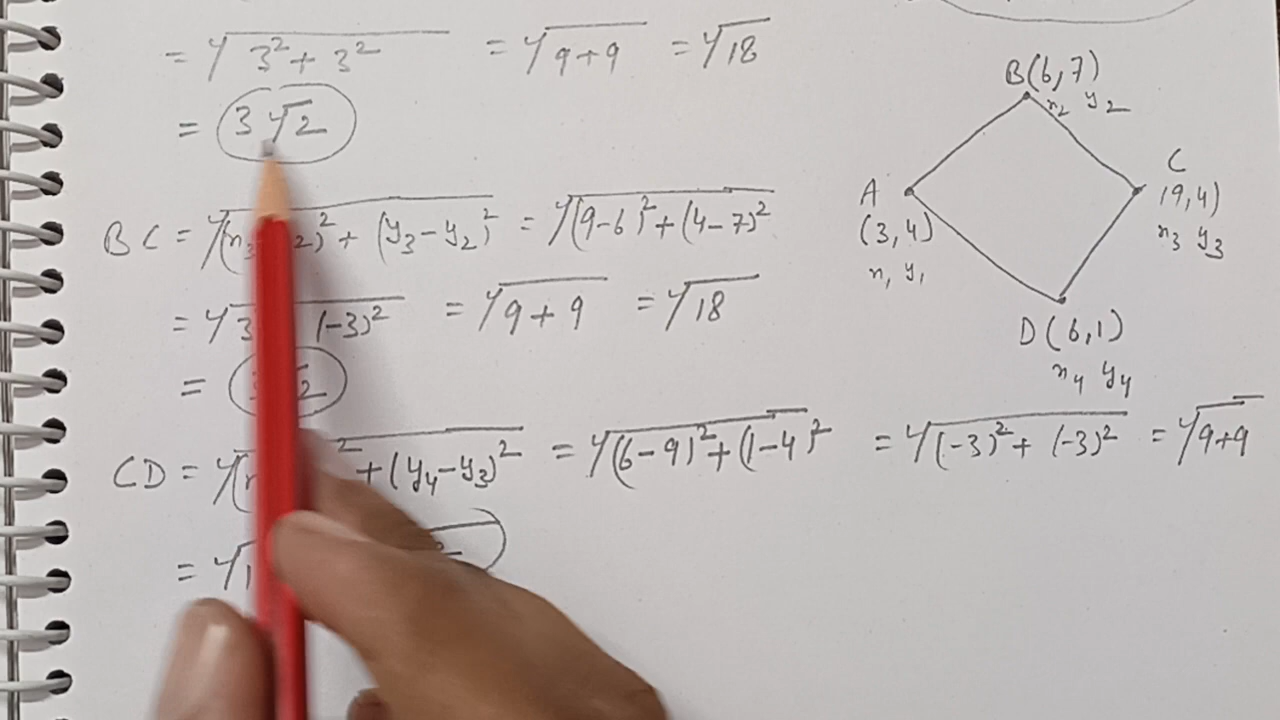 = √3² + 3² = √9+9 = √18
= 3√2
BC = √(x₃ 2)² + (y₃ - y₂)² = √(9-6)² + (4-7)²
= √3 (-3)² = √9+9 = √18
= √2
CD = √( ² + (y₄ - y₃)² = √(6-9)² + (1-4)² = √(-3)² + (-3)² = √9+9
= √1
B(6,7)
x₂ y₂
A
(3,4)
x₁ y₁
C
(9,4)
x₃ y₃
D(6,1)
x₄ y₄